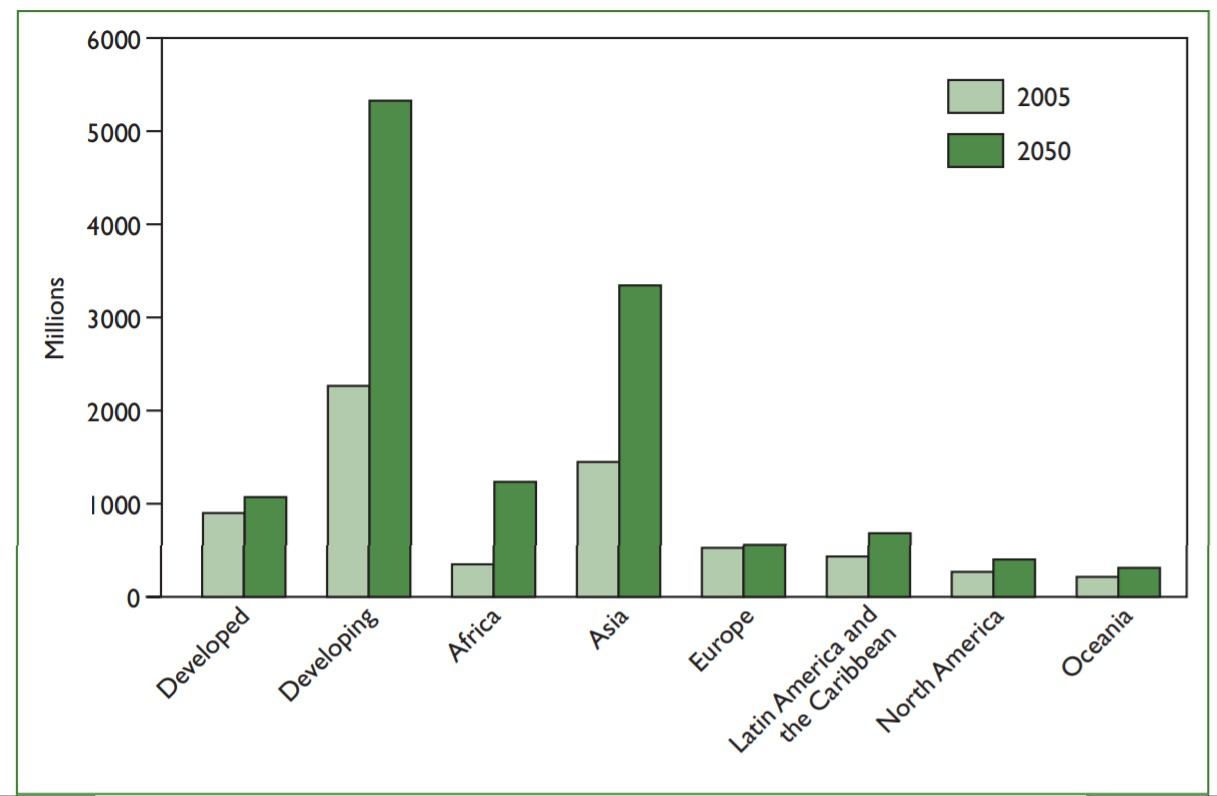 6000
5000
4000
3000
2000
1000
0
Millions
2005
2050
Developed
Developing
Africa
Asia
Europe
Latin America and
the Caribbean
North America
Oceania